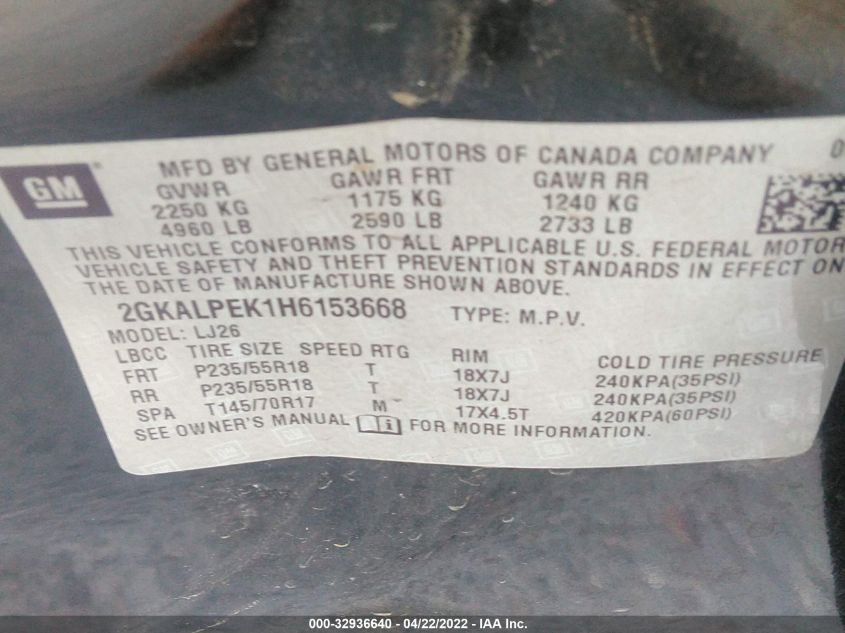 MFD BY GENERAL MOTORS OF CANADA COMPANY 0
GM®
GVWR GAWR FRT GAWR RR
2250 KG 1175 KG 1240 KG
4960 LB 2590 LB 2733 LB
THIS VEHICLE CONFORMS TO ALL APPLICABLE U.S. FEDERAL MOTOR
VEHICLE SAFETY AND THEFT PREVENTION STANDARDS IN EFFECT ON
THE DATE OF MANUFACTURE SHOWN ABOVE.
2GKALPEK1H6153668 TYPE: M.P.V.
MODEL: LJ26
LBCC TIRE SIZE SPEED RTG RIM COLD TIRE PRESSURE
FRT P235/55R18 T 18X7J 240KPA(35PSI)
RR P235/55R18 T 18X7J 240KPA(35PSI)
SPA T145/70R17 M 17X4.5T 420KPA(60PSI)
SEE OWNER'S MANUAL FOR MORE INFORMATION.
000-32936640 - 04/22/2022 - IAA Inc.